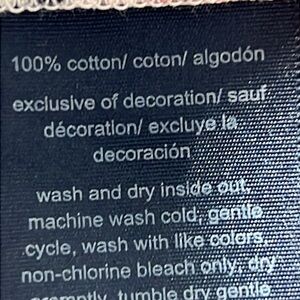 100% cotton/ coton/ algodón
exclusive of decoration/ sauf
décoration/ excluye la
decoración
wash and dry inside out,
machine wash cold, gentle
cycle, wash with like colors,
non-chlorine bleach only, dry
promptly, tumble dry gentle